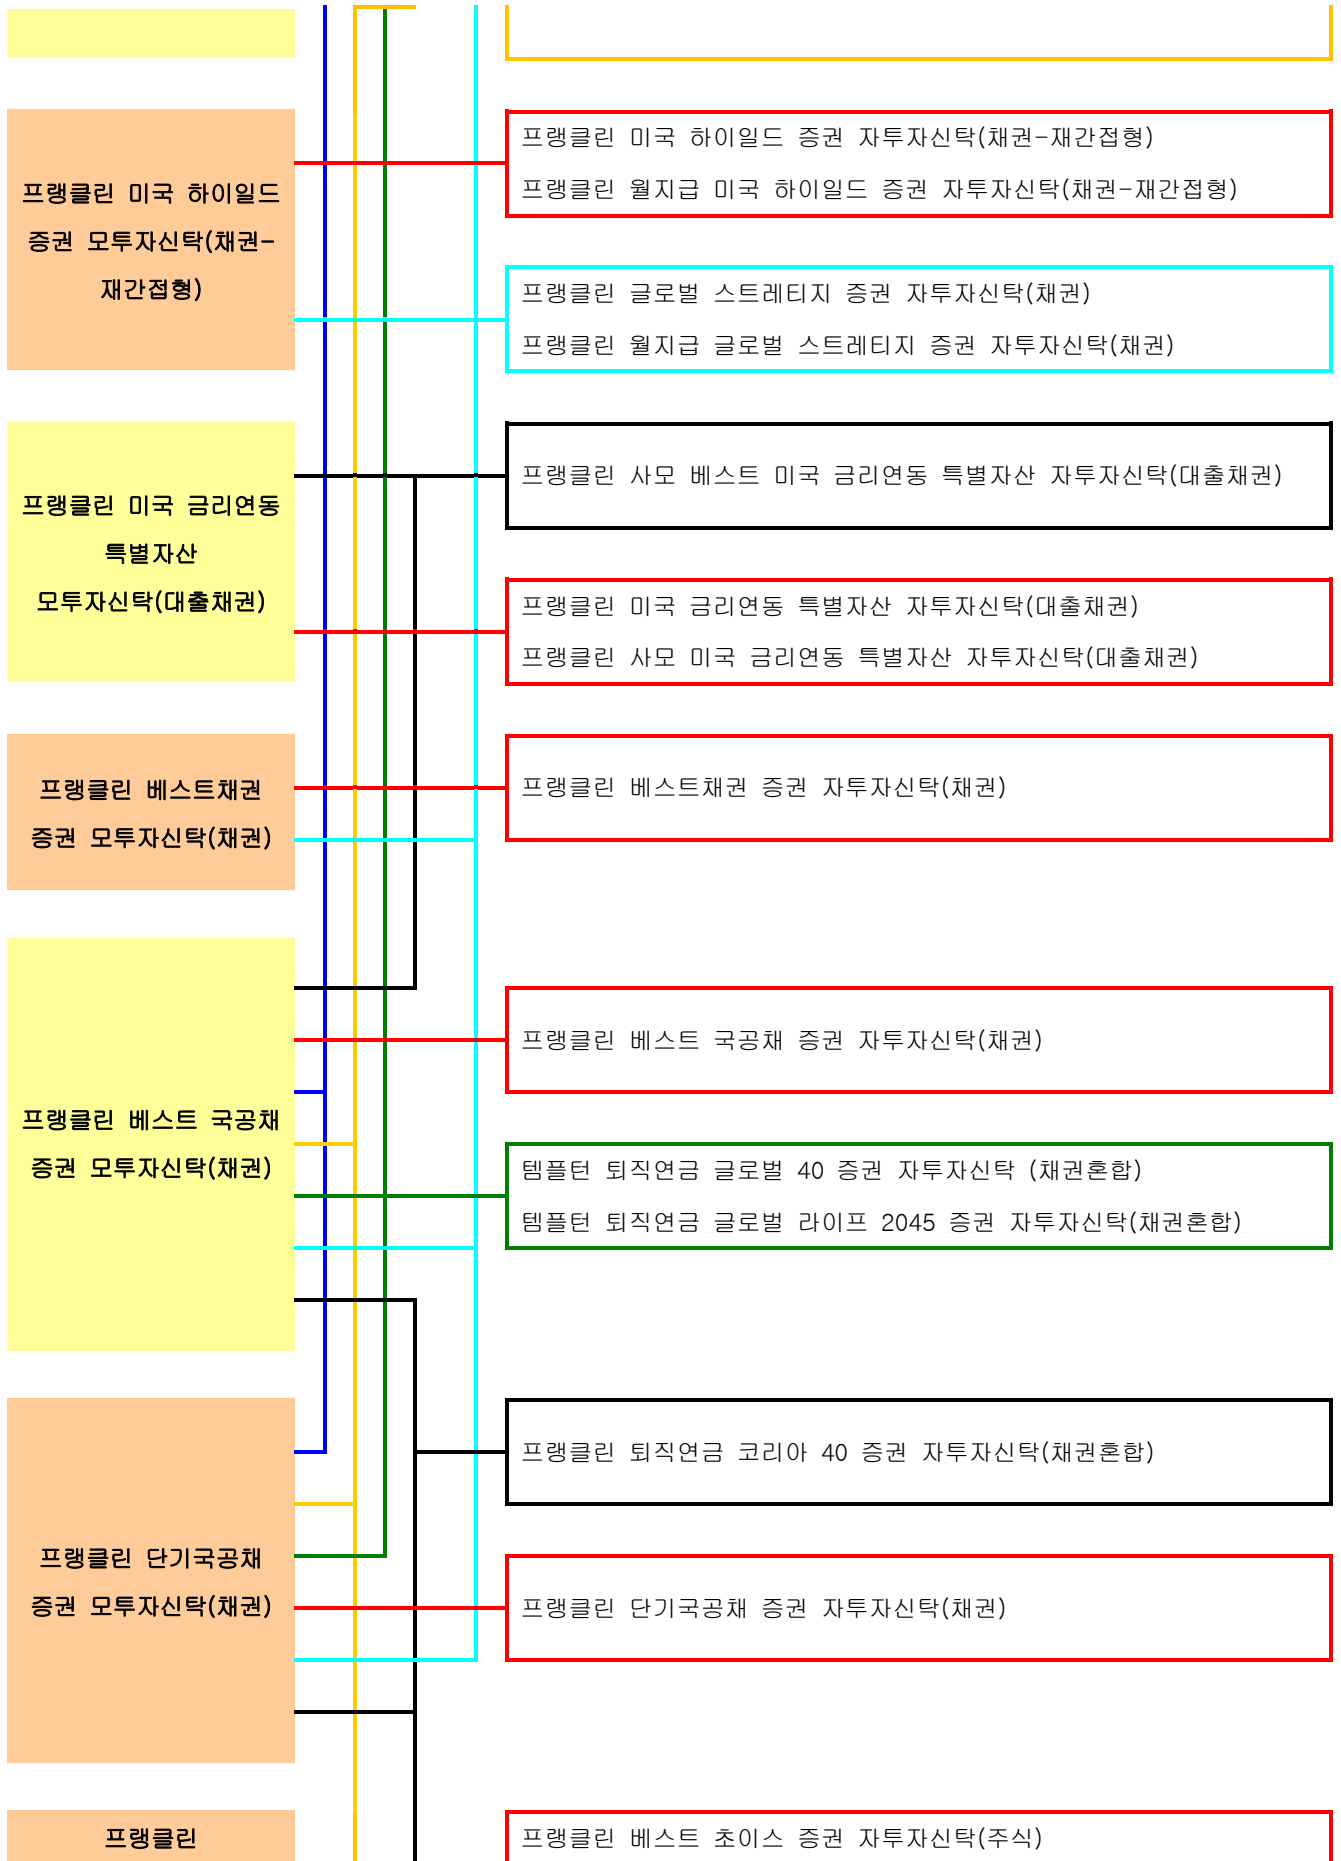 프랭클린 미국 하이일드
증권 모투자신탁(채권-
재간접형)
프랭클린 미국 하이일드 증권 자투자신탁(채권-재간접형)
프랭클린 월지급 미국 하이일드 증권 자투자신탁(채권-재간접형)
프랭클린 글로벌 스트레티지 증권 자투자신탁(채권)
프랭클린 월지급 글로벌 스트레티지 증권 자투자신탁(채권)
프랭클린 미국 금리연동
특별자산
모투자신탁(대출채권)
프랭클린 사모 베스트 미국 금리연동 특별자산 자투자신탁(대출채권)
프랭클린 미국 금리연동 특별자산 자투자신탁(대출채권)
프랭클린 사모 미국 금리연동 특별자산 자투자신탁(대출채권)
프랭클린 베스트채권
증권 모투자신탁(채권)
프랭클린 베스트채권 증권 자투자신탁(채권)
프랭클린 베스트 국공채
증권 모투자신탁(채권)
프랭클린 베스트 국공채 증권 자투자신탁(채권)
템플턴 퇴직연금 글로벌 40 증권 자투자신탁 (채권혼합)
템플턴 퇴직연금 글로벌 라이프 2045 증권 자투자신탁(채권혼합)
프랭클린 단기국공채
증권 모투자신탁(채권)
프랭클린 퇴직연금 코리아 40 증권 자투자신탁(채권혼합)
프랭클린 단기국공채 증권 자투자신탁(채권)
프랭클린
프랭클린 베스트 초이스 증권 자투자신탁(주식)